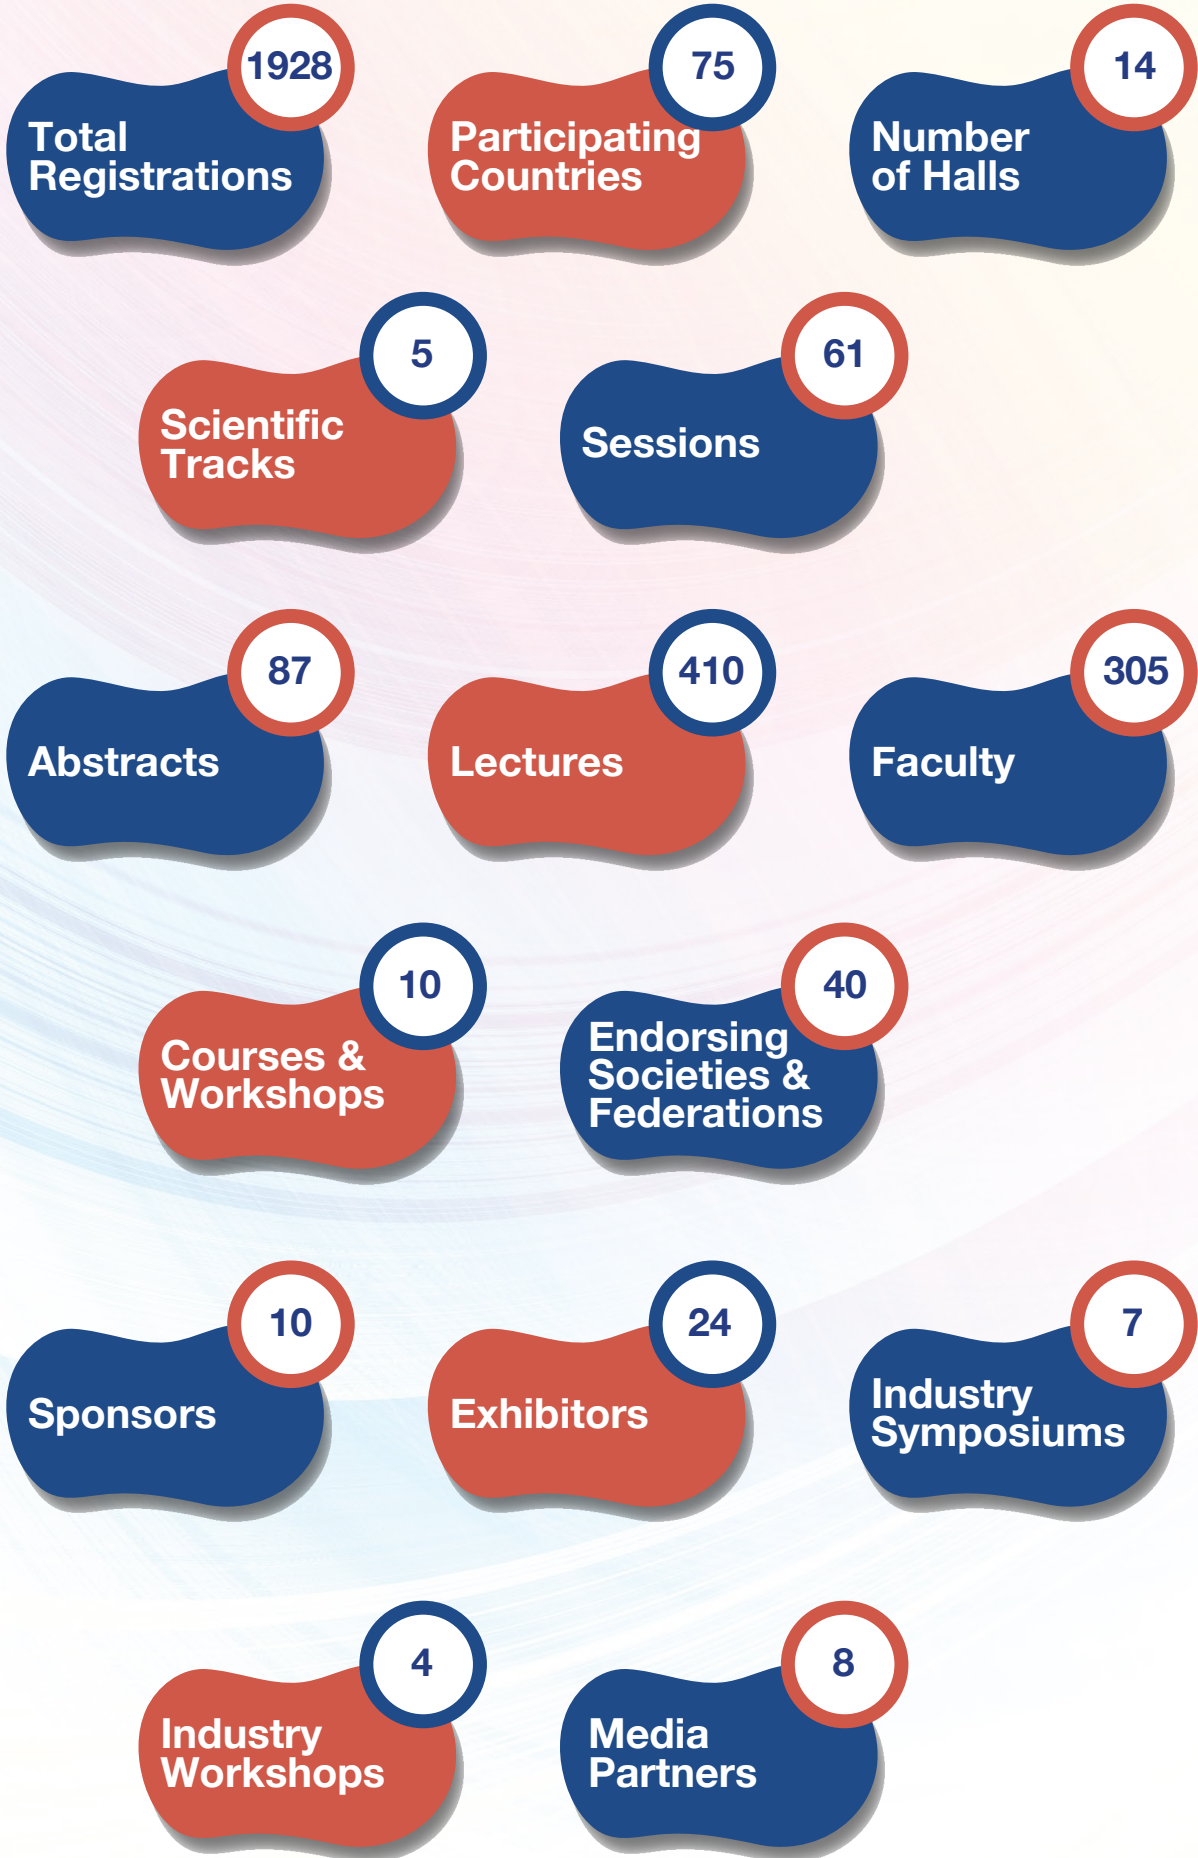 1928
Total
Registrations
75
Participating
Countries
14
Number
of Halls
5
Scientific
Tracks
61
Sessions
87
Abstracts
410
Lectures
305
Faculty
10
Courses &
Workshops
40
Endorsing
Societies &
Federations
10
Sponsors
24
Exhibitors
7
Industry
Symposiums
4
Industry
Workshops
8
Media
Partners